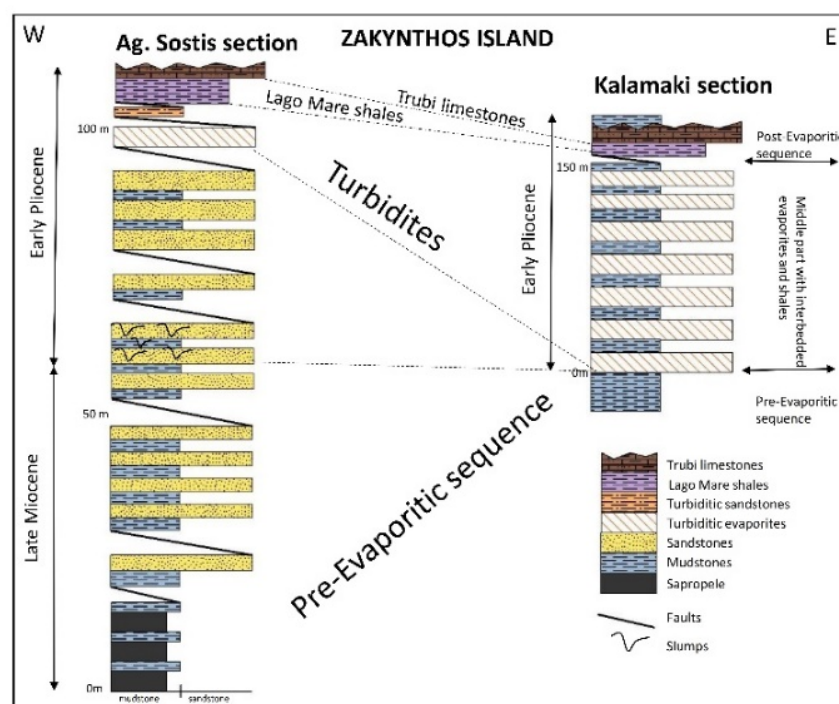 W
ZAKYNTHOS ISLAND
E
Ag. Sostis section
Kalamaki section
Trubi limestones
Lago Mare shales
Turbidites
Pre-Evaporitic sequence
Early Pliocene
Late Miocene
100 m
50 m
0m
mudstone
sandstone
Early Pliocene
150 m
0m
Post-Evaporitic
sequence
Middle part with interbedded
evaporites and shales
Pre-Evaporitic
sequence
Trubi limestones
Lago Mare shales
Turbiditic sandstones
Turbiditic evaporites
Sandstones
Mudstones
Sapropele
Faults
Slumps